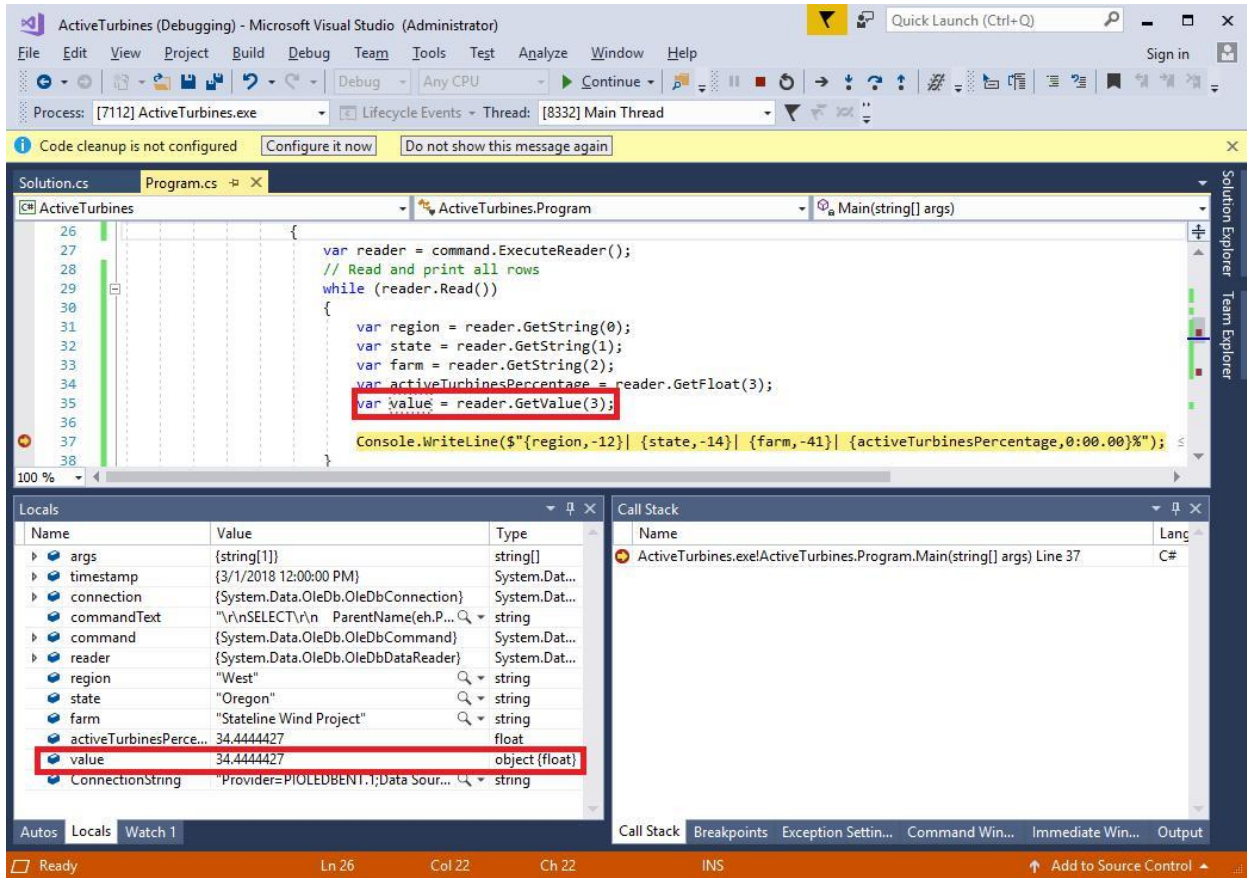 ActiveTurbines (Debugging) - Microsoft Visual Studio (Administrator)
Quick Launch (Ctrl+Q)
File Edit View Project Build Debug Team Tools Test Analyze Window Help
Sign in
Debug Any CPU Continue
Process: [7112] ActiveTurbines.exe Lifecycle Events Thread: [8332] Main Thread
Code cleanup is not configured Configure it now Do not show this message again
Solution.cs Program.cs
C# ActiveTurbines ActiveTurbines.Program Main(string[] args)
Solution Explorer
Team Explorer
26 {
27 var reader = command.ExecuteReader();
28 // Read and print all rows
29 while (reader.Read())
30 {
31 var region = reader.GetString(0);
32 var state = reader.GetString(1);
33 var farm = reader.GetString(2);
34 var activeTurbinesPercentage = reader.GetFloat(3);
35 var value = reader.GetValue(3);
36
37 Console.WriteLine($"{region,-12}| {state,-14}| {farm,-41}| {activeTurbinesPercentage,0:00.00}%"); ≤
38 }
100 %
Locals
Name Value Type
args {string[1]} string[]
timestamp {3/1/2018 12:00:00 PM} System.Dat...
connection {System.Data.OleDb.OleDbConnection} System.Dat...
commandText "\r\nSELECT\r\n ParentName(eh.P... string
command {System.Data.OleDb.OleDbCommand} System.Dat...
reader {System.Data.OleDb.OleDbDataReader} System.Dat...
region "West" string
state "Oregon" string
farm "Stateline Wind Project" string
activeTurbinesPerce... 34.4444427 float
value 34.4444427 object {float}
ConnectionString "Provider=PIOLEDBENT.1;Data Sour... string
Autos Locals Watch 1
Call Stack
Name Lang
ActiveTurbines.exe!ActiveTurbines.Program.Main(string[] args) Line 37 C#
Call Stack Breakpoints Exception Settin... Command Win... Immediate Win... Output
Ready Ln 26 Col 22 Ch 22 INS Add to Source Control